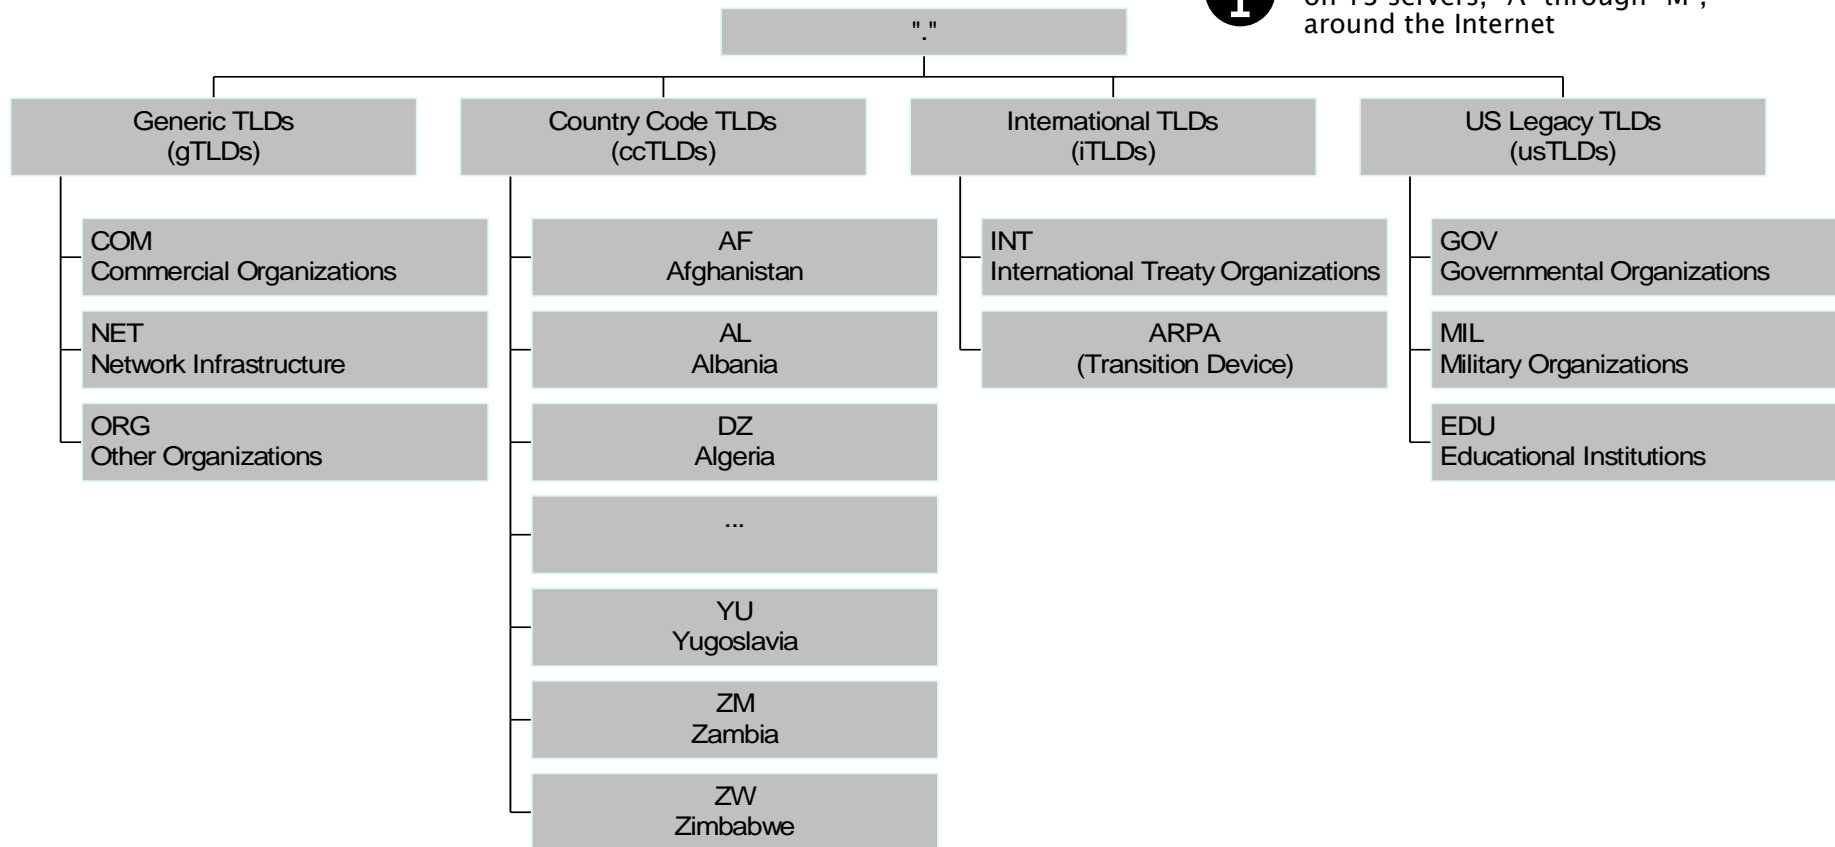 1
on 13 servers, "A" through "M",
around the Internet
"."
Generic TLDs
(gTLDs)
COM
Commercial Organizations
NET
Network Infrastructure
ORG
Other Organizations
Country Code TLDs
(ccTLDs)
AF
Afghanistan
AL
Albania
DZ
Algeria
...
YU
Yugoslavia
ZM
Zambia
ZW
Zimbabwe
International TLDs
(iTLDs)
INT
International Treaty Organizations
ARPA
(Transition Device)
US Legacy TLDs
(usTLDs)
GOV
Governmental Organizations
MIL
Military Organizations
EDU
Educational Institutions